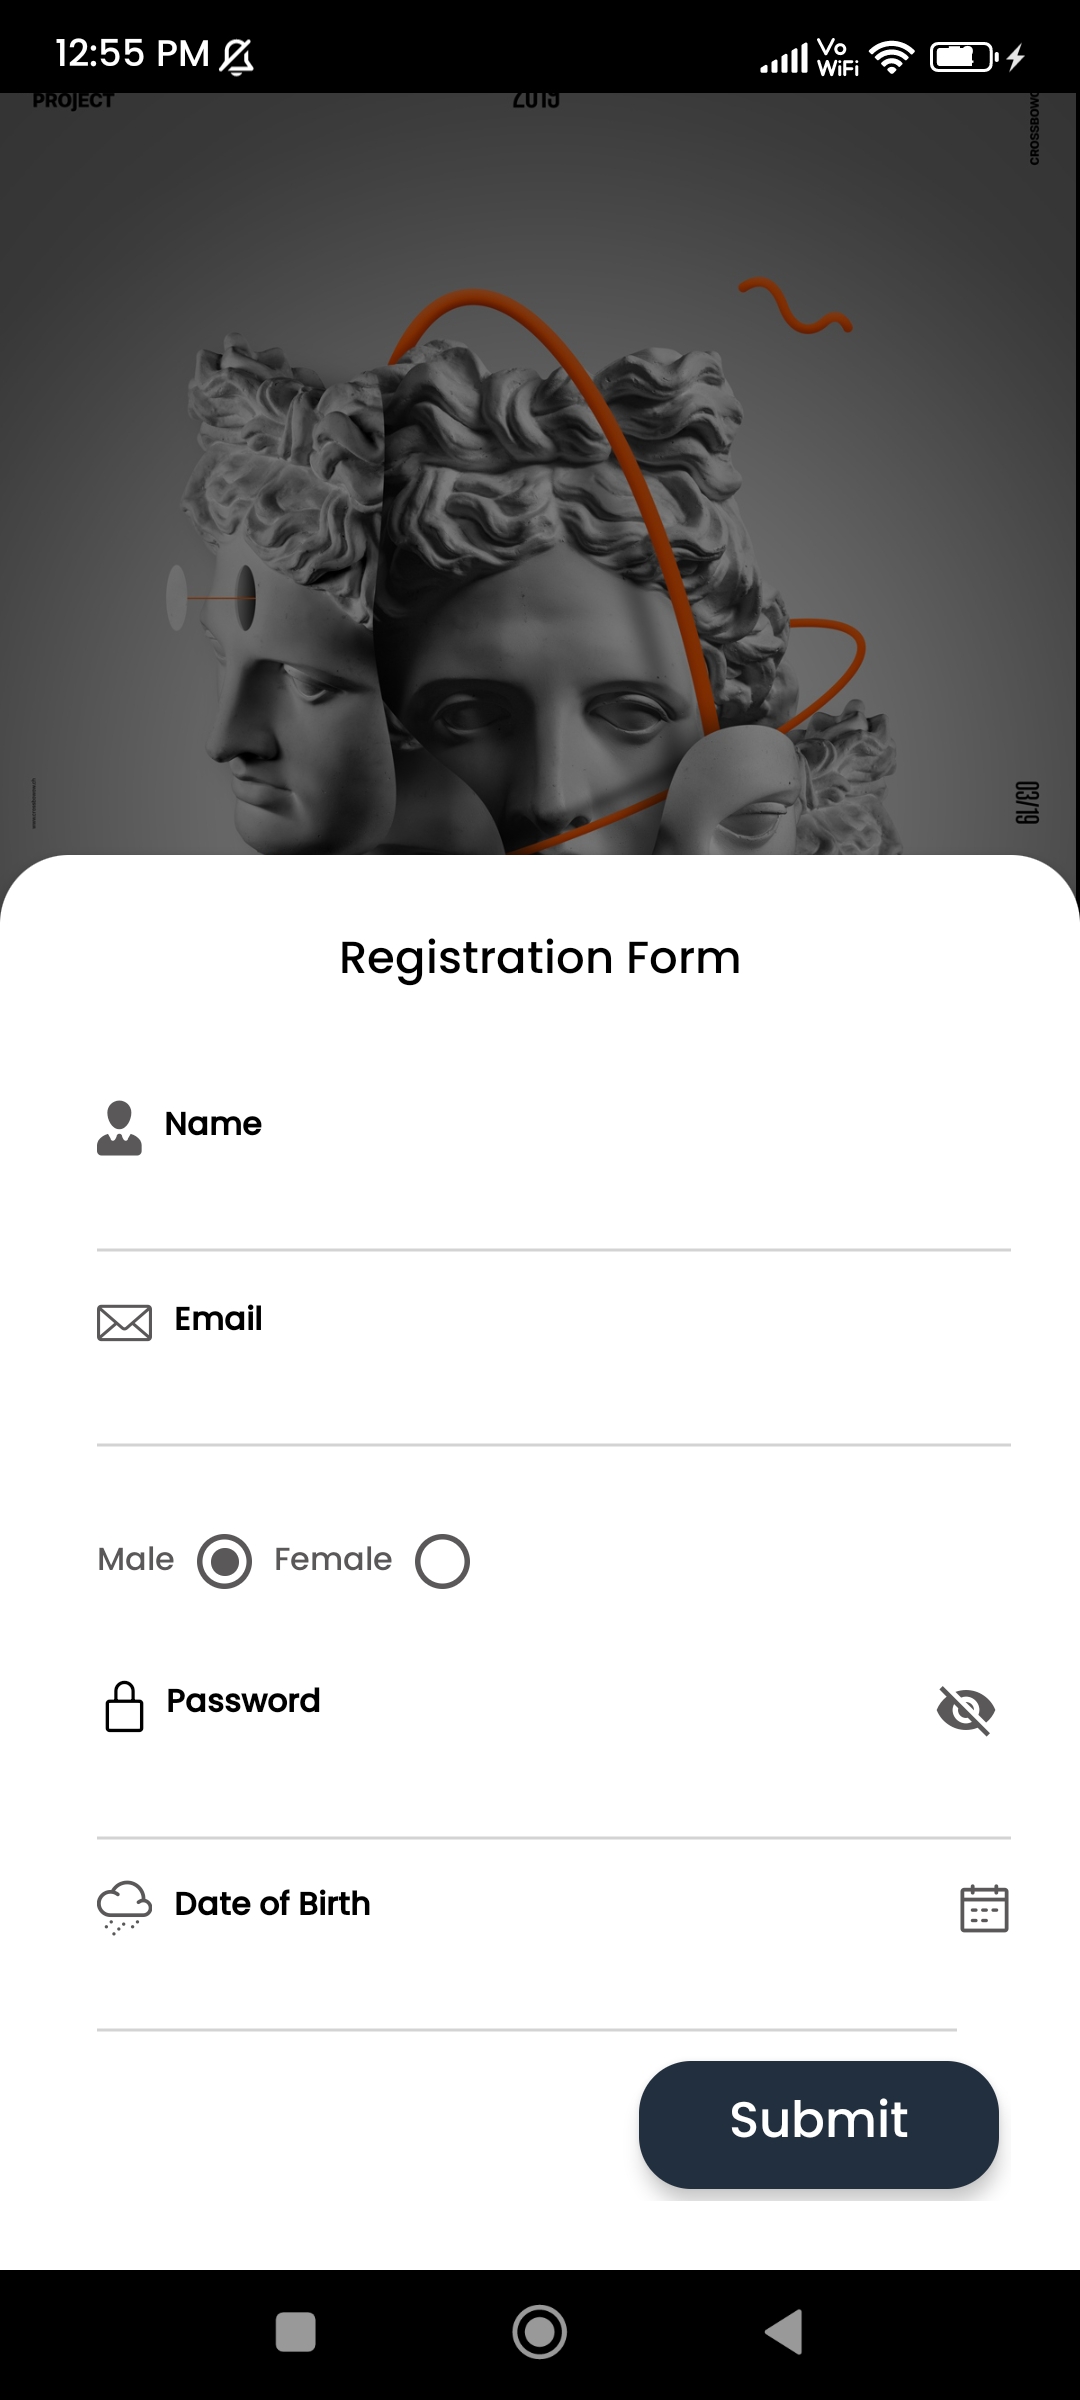 12:55 PM
Vo
WiFi
PROJECT
2019
03/19
Registration Form
Name
Email
Male Female
Password
Date of Birth
Submit